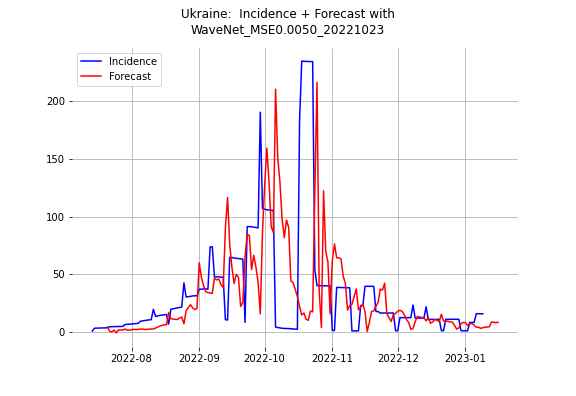 Ukraine:  Incidence + Forecast with
WaveNet_MSE0.0050_20221023
Incidence
Forecast
200
150
100
50
0
2022-08 2022-09 2022-10 2022-11 2022-12 2023-01